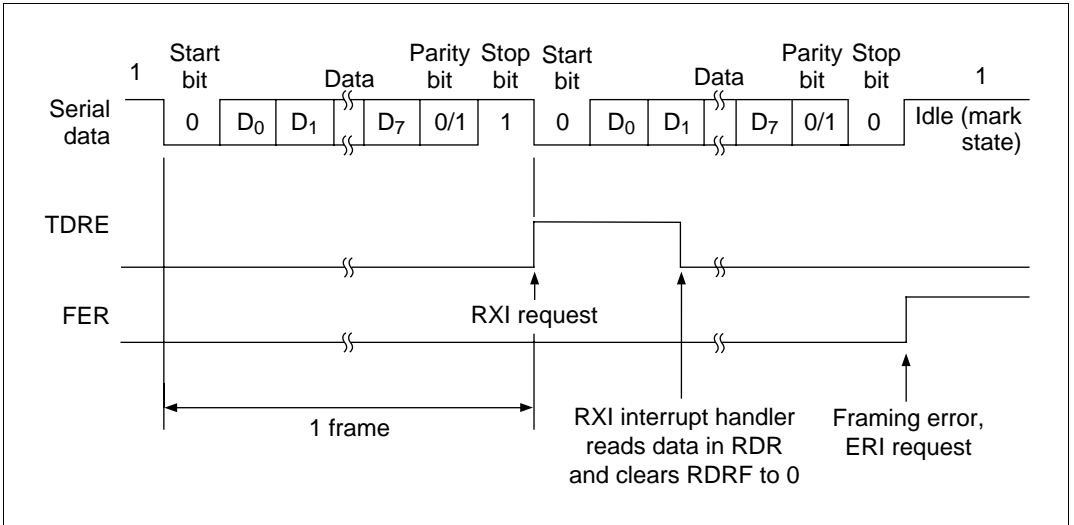 1
Start bit
Data
Parity bit
Stop bit
Start bit
Data
Parity bit
Stop bit
1
Serial data
0
D0
D1
D7
0/1
1
0
D0
D1
D7
0/1
0
Idle (mark state)
TDRE
FER
RXI request
1 frame
RXI interrupt handler
reads data in RDR
and clears RDRF to 0
Framing error,
ERI request